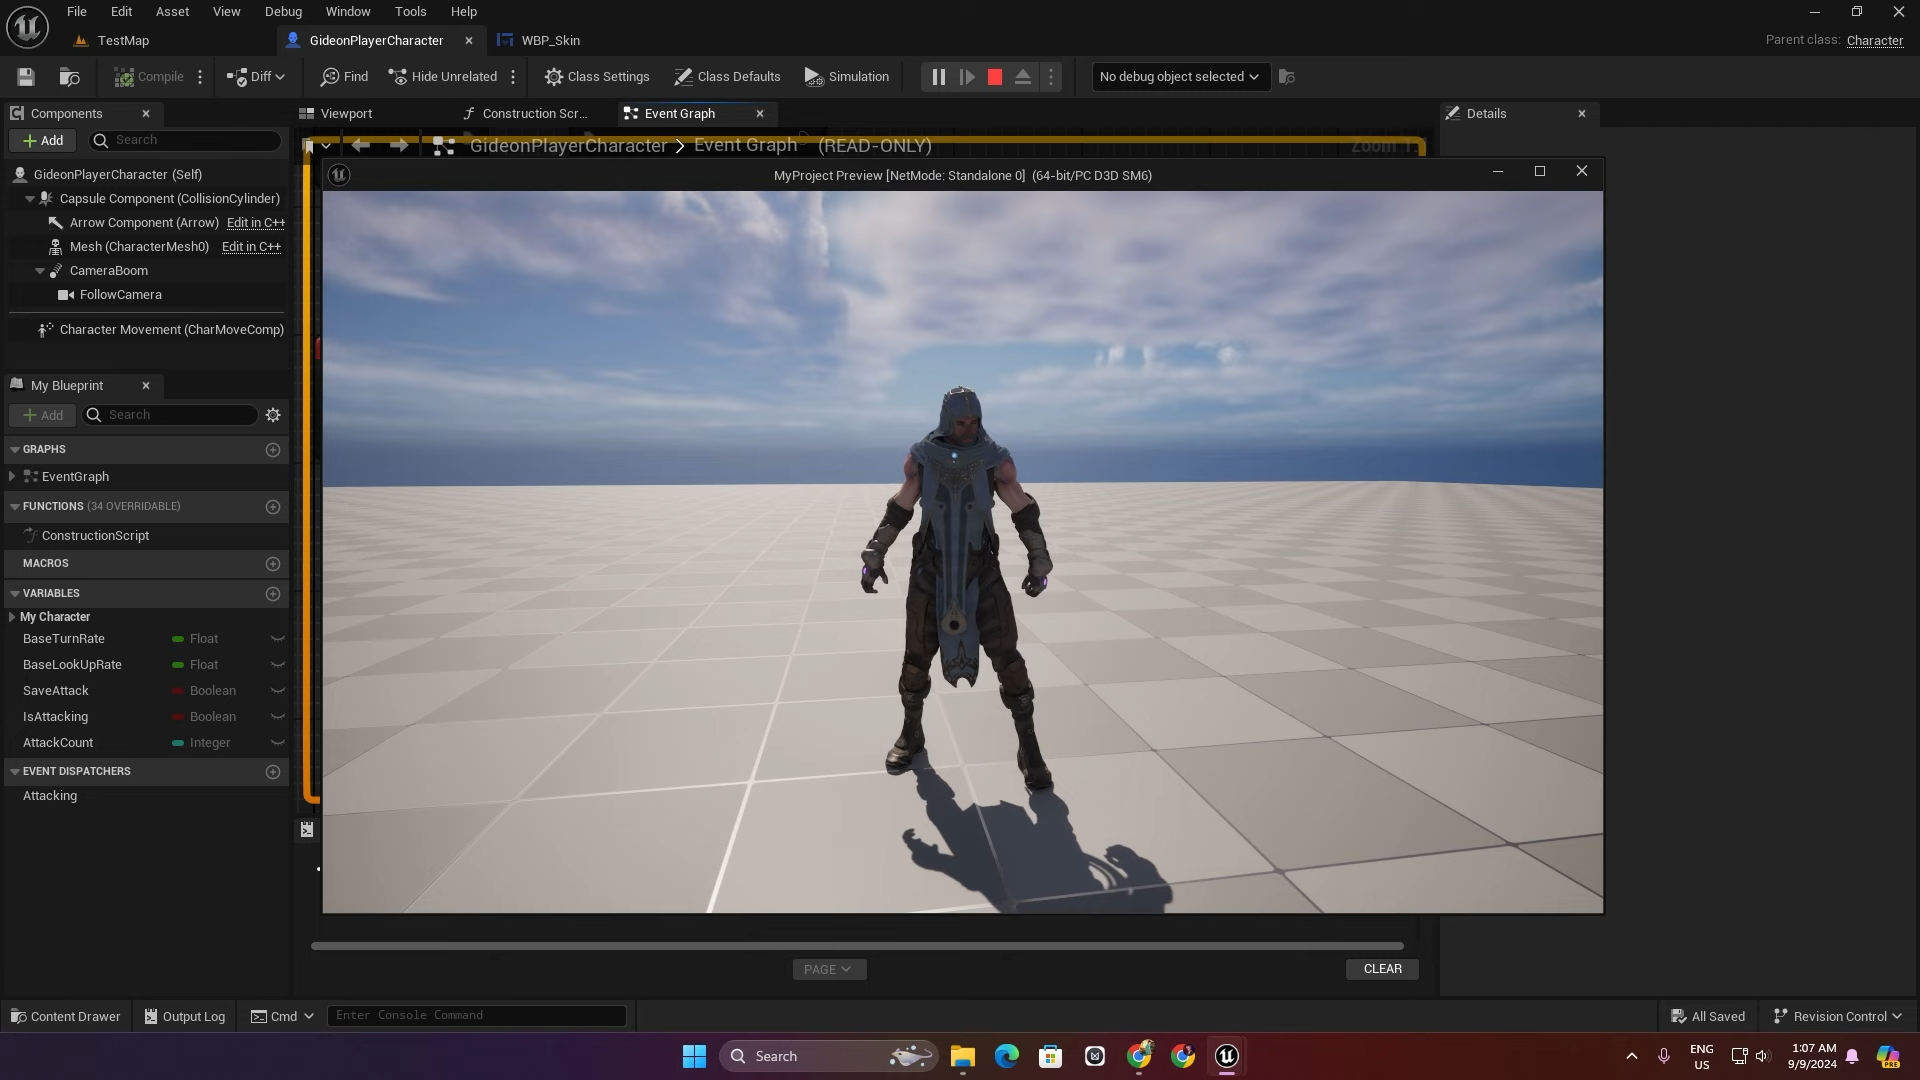 File Edit Asset View Debug Window Tools Help
TestMap GideonPlayerCharacter WBP_Skin Parent class: Character
Compile Diff Find Hide Unrelated Class Settings Class Defaults Simulation No debug object selected
Components Viewport Construction Scr... Event Graph Details
Add Search
GideonPlayerCharacter > Event Graph (READ-ONLY) Zoom 1
GideonPlayerCharacter (Self)
MyProject Preview [NetMode: Standalone 0] (64-bit/PC D3D SM6)
Capsule Component (CollisionCylinder)
Arrow Component (Arrow) Edit in C++
Mesh (CharacterMesh0) Edit in C++
CameraBoom
FollowCamera
Character Movement (CharMoveComp)
My Blueprint
Add Search
GRAPHS
EventGraph
FUNCTIONS (34 OVERRIDABLE)
ConstructionScript
MACROS
VARIABLES
My Character
BaseTurnRate Float
BaseLookUpRate Float
SaveAttack Boolean
IsAttacking Boolean
AttackCount Integer
EVENT DISPATCHERS
Attacking
PAGE CLEAR
Content Drawer Output Log Cmd Enter Console Command All Saved Revision Control
Search ENG US 1:07 AM
9/9/2024 PRE